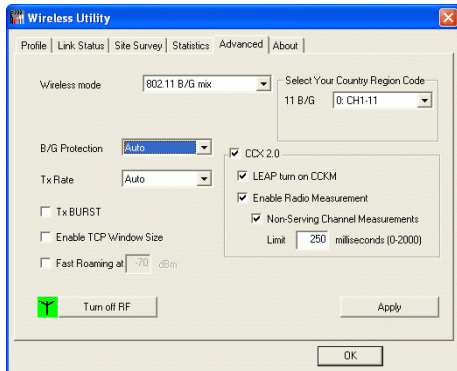 Wireless Utility
Profile Link Status Site Survey Statistics Advanced About
Wireless mode 802.11 B/G mix
Select Your Country Region Code
11 B/G 0: CH1-11
B/G Protection Auto
Tx Rate Auto
Tx BURST
Enable TCP Window Size
Fast Roaming at -70 dBm
CCX 2.0
LEAP turn on CCKM
Enable Radio Measurement
Non-Serving Channel Measurements
Limit 250 milliseconds (0-2000)
Turn off RF
Apply
OK